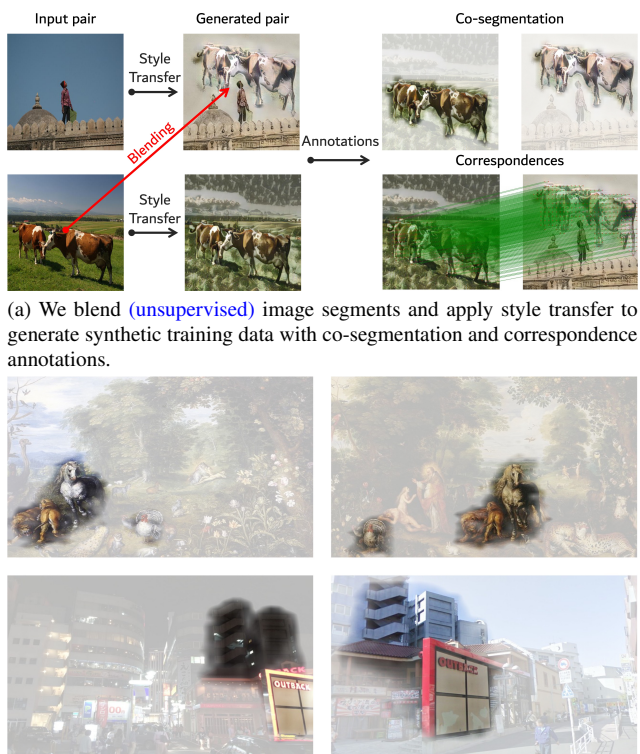 Input pair
Generated pair
Co-segmentation
Style
Transfer
Blending
Annotations
Correspondences
Style
Transfer
(a) We blend (unsupervised) image segments and apply style transfer to
generate synthetic training data with co-segmentation and correspondence
annotations.
OUTBACK
OUTBACK